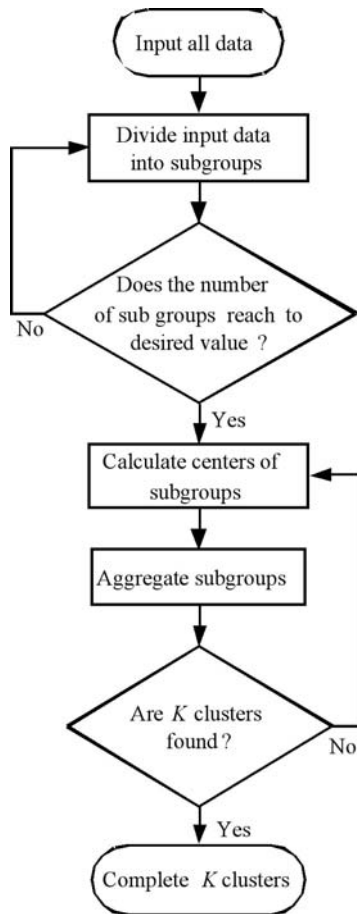 Input all data
Divide input data
into subgroups
Does the number
of sub groups reach to
desired value ?
No
Yes
Calculate centers of
subgroups
Aggregate subgroups
Are K clusters
found ?
No
Yes
Complete K clusters